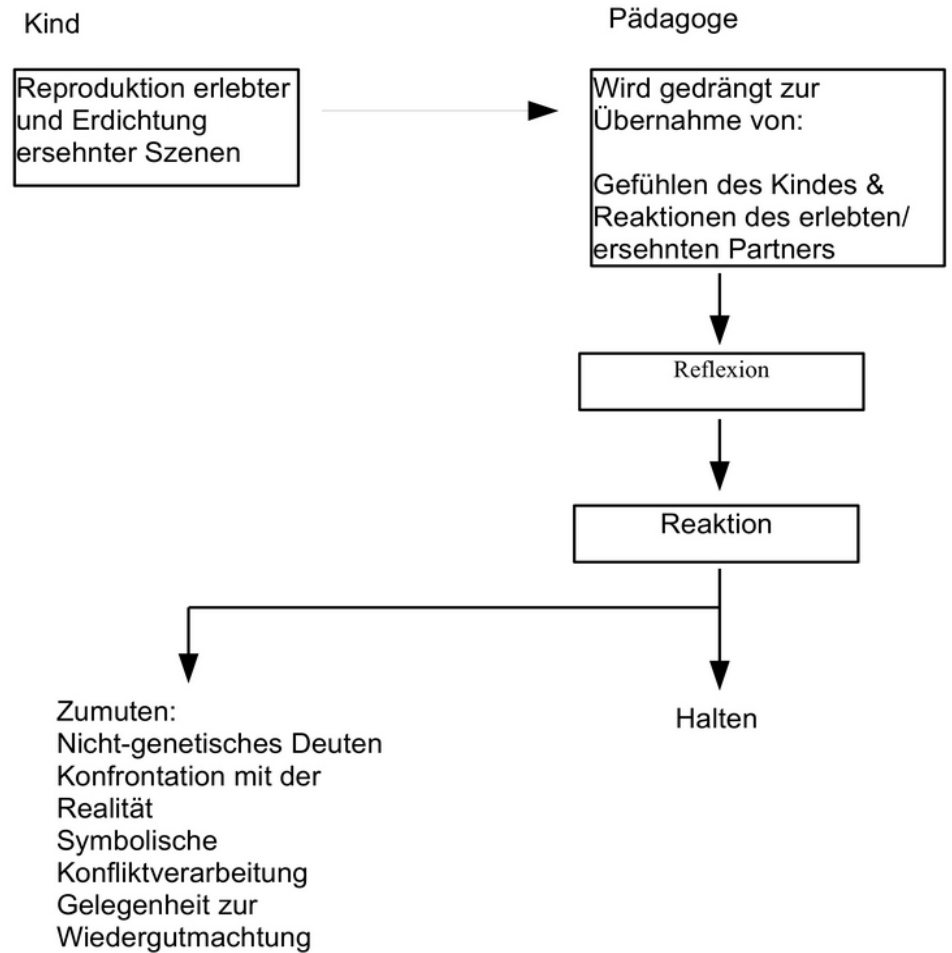 Kind
Pädagoge
Reproduktion erlebter
und Erdichtung
ersehnter Szenen
Wird gedrängt zur
Übernahme von:
Gefühlen des Kindes &
Reaktionen des erlebten/
ersehnten Partners
Reflexion
Reaktion
Zumuten:
Nicht-genetisches Deuten
Konfrontation mit der
Realität
Symbolische
Konfliktverarbeitung
Gelegenheit zur
Wiedergutmachtung
Halten